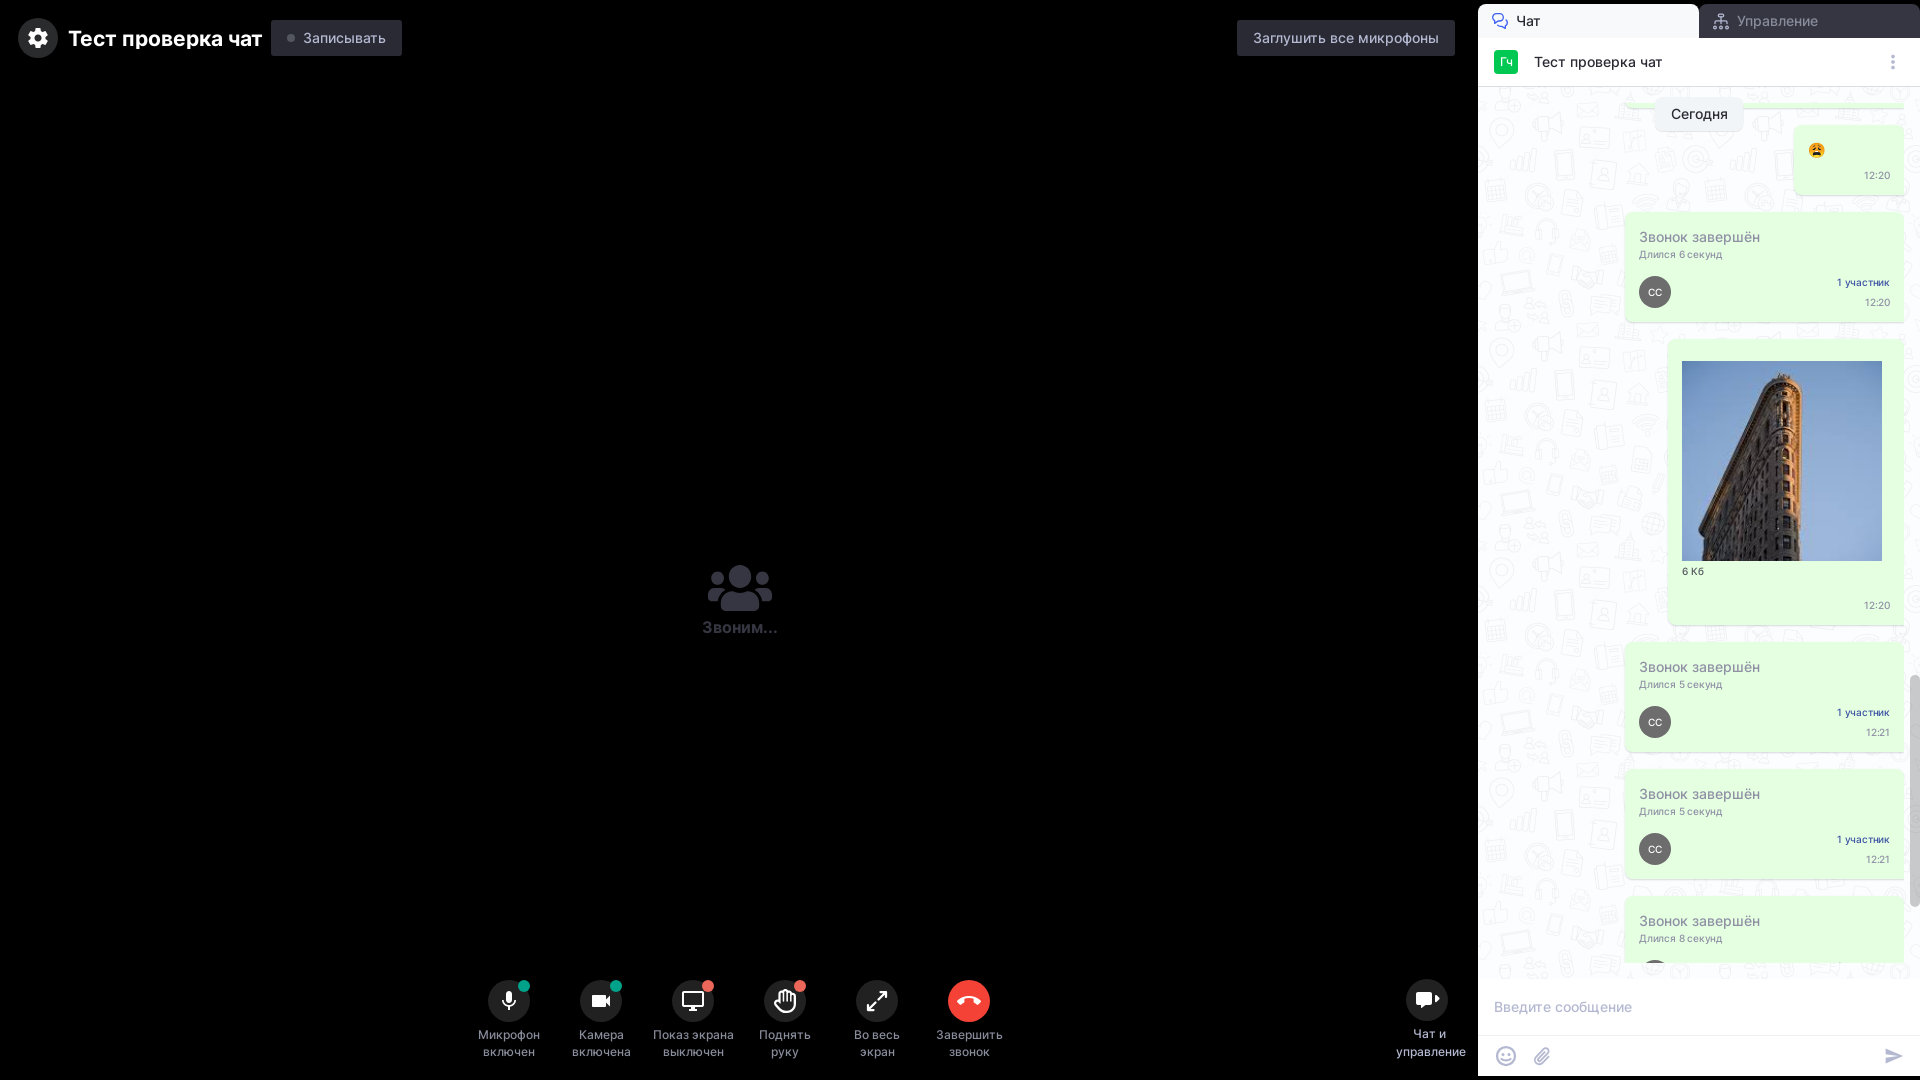 Тест проверка чат
Записывать
Заглушить все микрофоны
Звоним...
Микрофон
включен
Камера
включена
Показ экрана
выключен
Поднять
руку
Во весь
экран
Завершить
звонок
Чат и
управление
Чат
Управление
Гч
Тест проверка чат
Сегодня
12:20
Звонок завершён
Длился 6 секунд
СС
1 участник
12:20
6 Кб
12:20
Звонок завершён
Длился 5 секунд
СС
1 участник
12:21
Звонок завершён
Длился 5 секунд
СС
1 участник
12:21
Звонок завершён
Длился 8 секунд
Введите сообщение